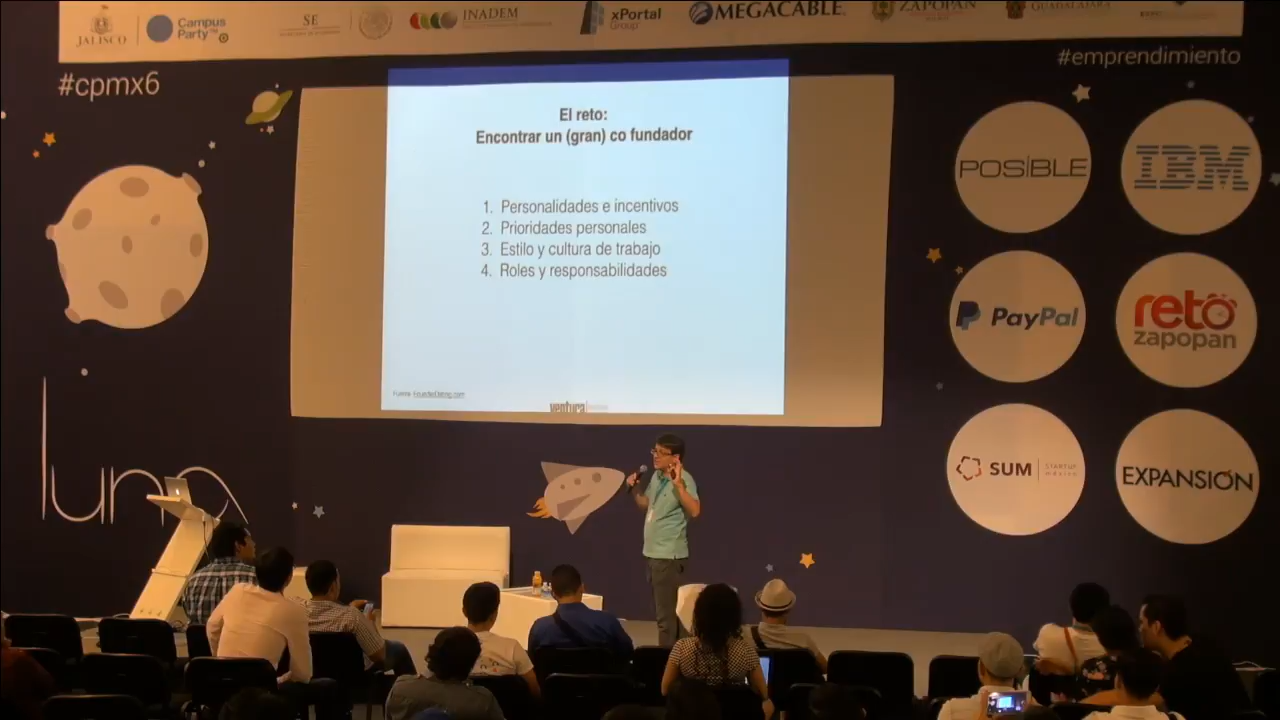 JALISCO
Campus
Party
SE
INADEM
xPortal
Group
MEGACABLE
ZAPOPAN
GUADALAJARA
#cpmx6
#emprendimiento
El reto:
Encontrar un (gran) co fundador
1. Personalidades e incentivos
2. Prioridades personales
3. Estilo y cultura de trabajo
4. Roles y responsabilidades
ventura
POSIBLE
IBM
PayPal
reto
zapopan
SUM
STARTUP
EXPANSIÓN
luna